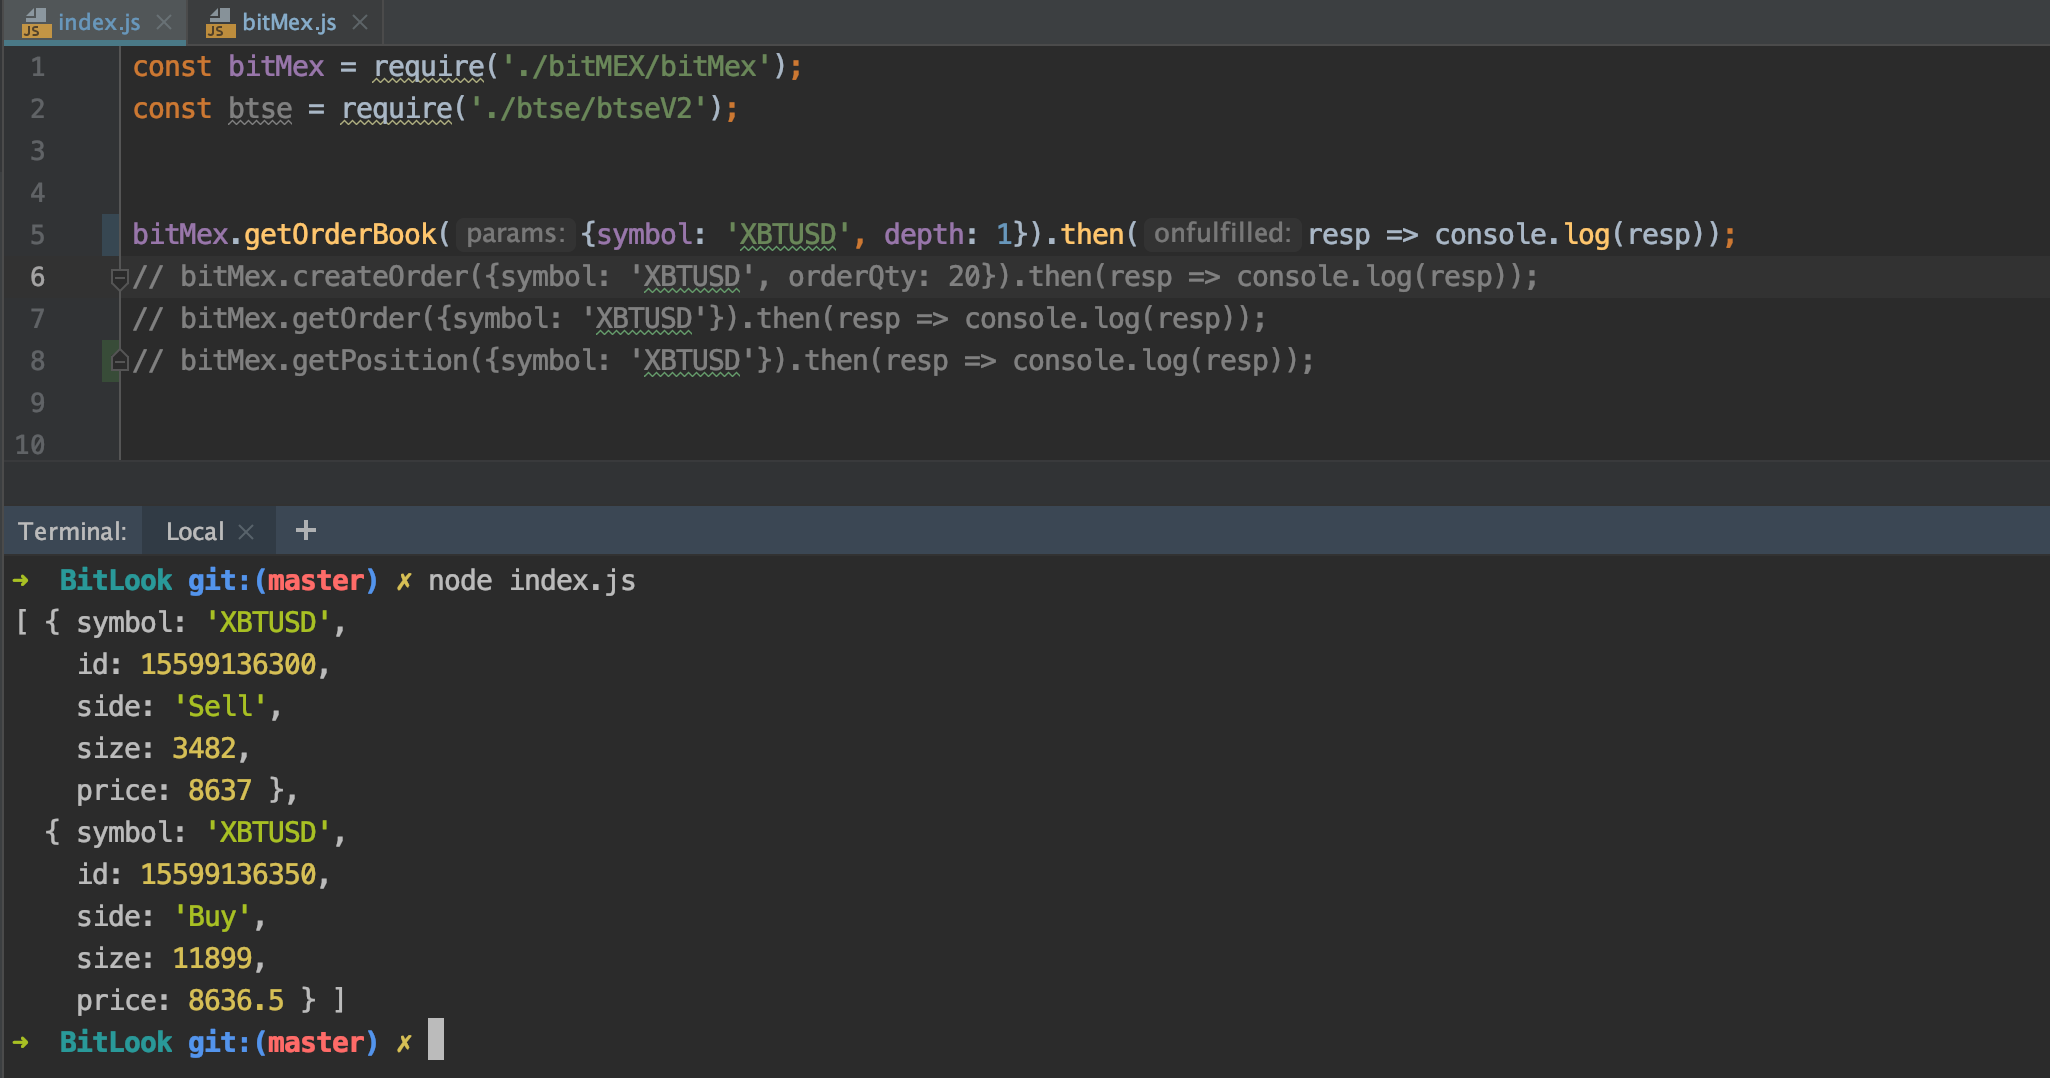 JS index.js × JS bitMex.js ×
1 const bitMex = require('./bitMEX/bitMex');
2 const btse = require('./btse/btseV2');
3
4
5 bitMex.getOrderBook( params: {symbol: 'XBTUSD', depth: 1}).then( onfulfilled: resp => console.log(resp));
6 // bitMex.createOrder({symbol: 'XBTUSD', orderQty: 20}).then(resp => console.log(resp));
7 // bitMex.getOrder({symbol: 'XBTUSD'}).then(resp => console.log(resp));
8 // bitMex.getPosition({symbol: 'XBTUSD'}).then(resp => console.log(resp));
9
10
Terminal: Local × +
➜ BitLook git:(master) ✗ node index.js
[ { symbol: 'XBTUSD',
id: 15599136300,
side: 'Sell',
size: 3482,
price: 8637 },
{ symbol: 'XBTUSD',
id: 15599136350,
side: 'Buy',
size: 11899,
price: 8636.5 } ]
➜ BitLook git:(master) ✗